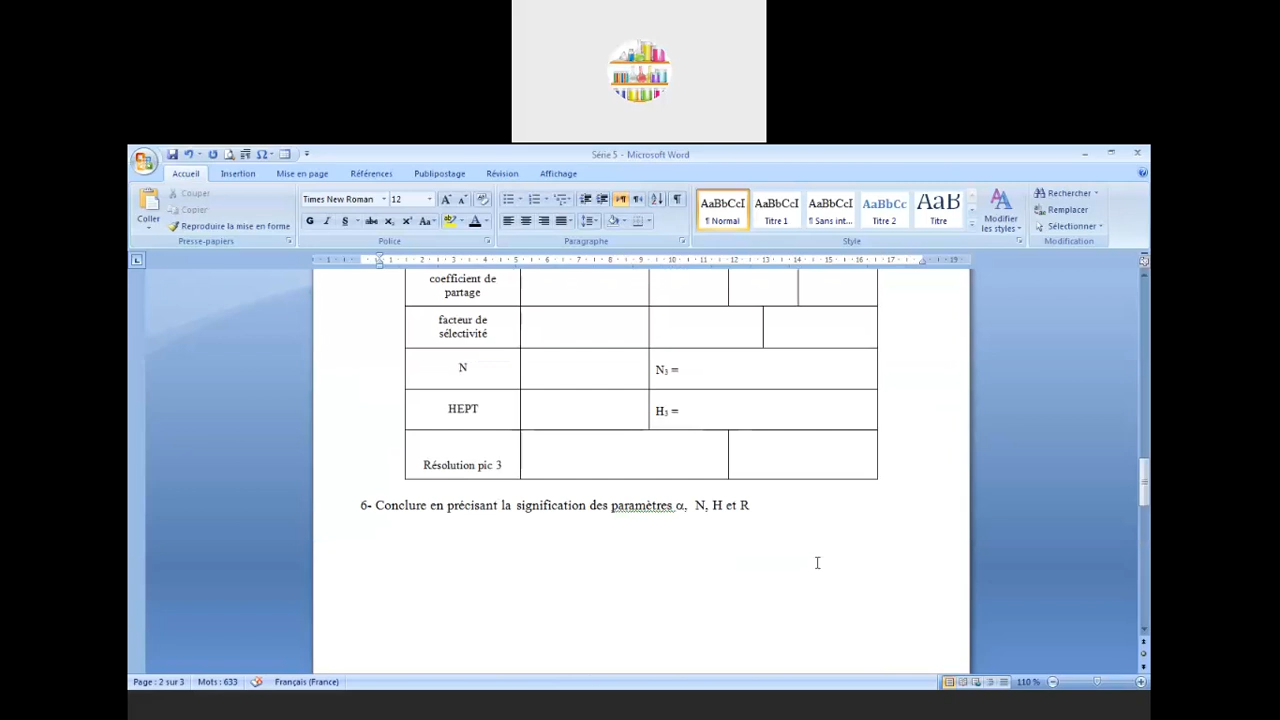 Série 5 - Microsoft Word
Accueil Insertion Mise en page Références Publipostage Révision Affichage
Coller
Couper
Copier
Reproduire la mise en forme
Presse-papiers
Times New Roman 12
Police
Paragraphe
AaBbCcI AaBbCcI AaBbCcI AaBbCc AaB
¶ Normal Titre 1 ¶ Sans int... Titre 2 Titre
Style
Modifier
les styles
Rechercher
Remplacer
Sélectionner
Modification
coefficient de
partage
facteur de
sélectivité
N N3 =
HEPT H3 =
Résolution pic 3
6- Conclure en précisant la signification des paramètres α, N, H et R
Page : 2 sur 3 Mots : 633 Français (France) 110 %